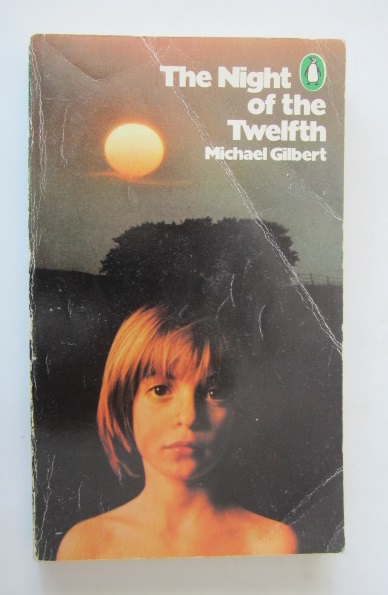 The Night
of the
Twelfth
Michael Gilbert